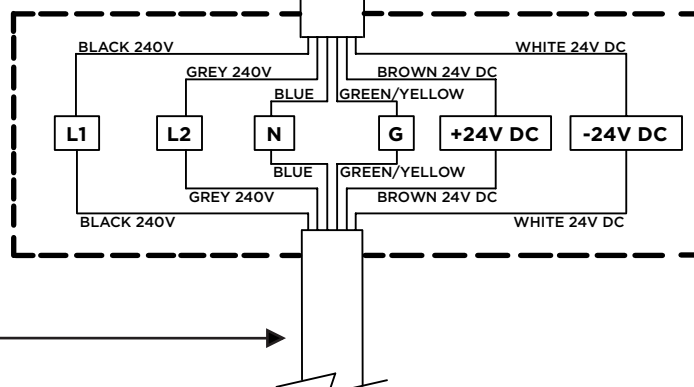 BLACK 240V
WHITE 24V DC
GREY 240V
BROWN 24V DC
BLUE
GREEN/YELLOW
L1
L2
N
G
+24V DC
-24V DC
BLUE
GREEN/YELLOW
GREY 240V
BROWN 24V DC
BLACK 240V
WHITE 24V DC